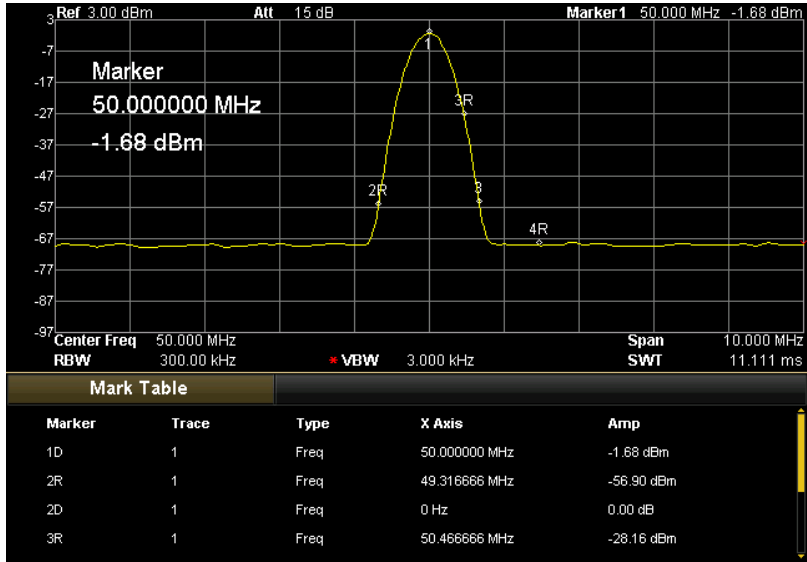 Ref 3.00 dBm Att 15 dB Marker1 50.000 MHz -1.68 dBm
3
-7
-17
-27
-37
-47
-57
-67
-77
-87
-97
Marker
50.000000 MHz
-1.68 dBm
1
3R
2R
3
4R
Center Freq 50.000 MHz Span 10.000 MHz
RBW 300.00 kHz * VBW 3.000 kHz SWT 11.111 ms
Mark Table
Marker Trace Type X Axis Amp
1D 1 Freq 50.000000 MHz -1.68 dBm
2R 1 Freq 49.316666 MHz -56.90 dBm
2D 1 Freq 0 Hz 0.00 dB
3R 1 Freq 50.466666 MHz -28.16 dBm